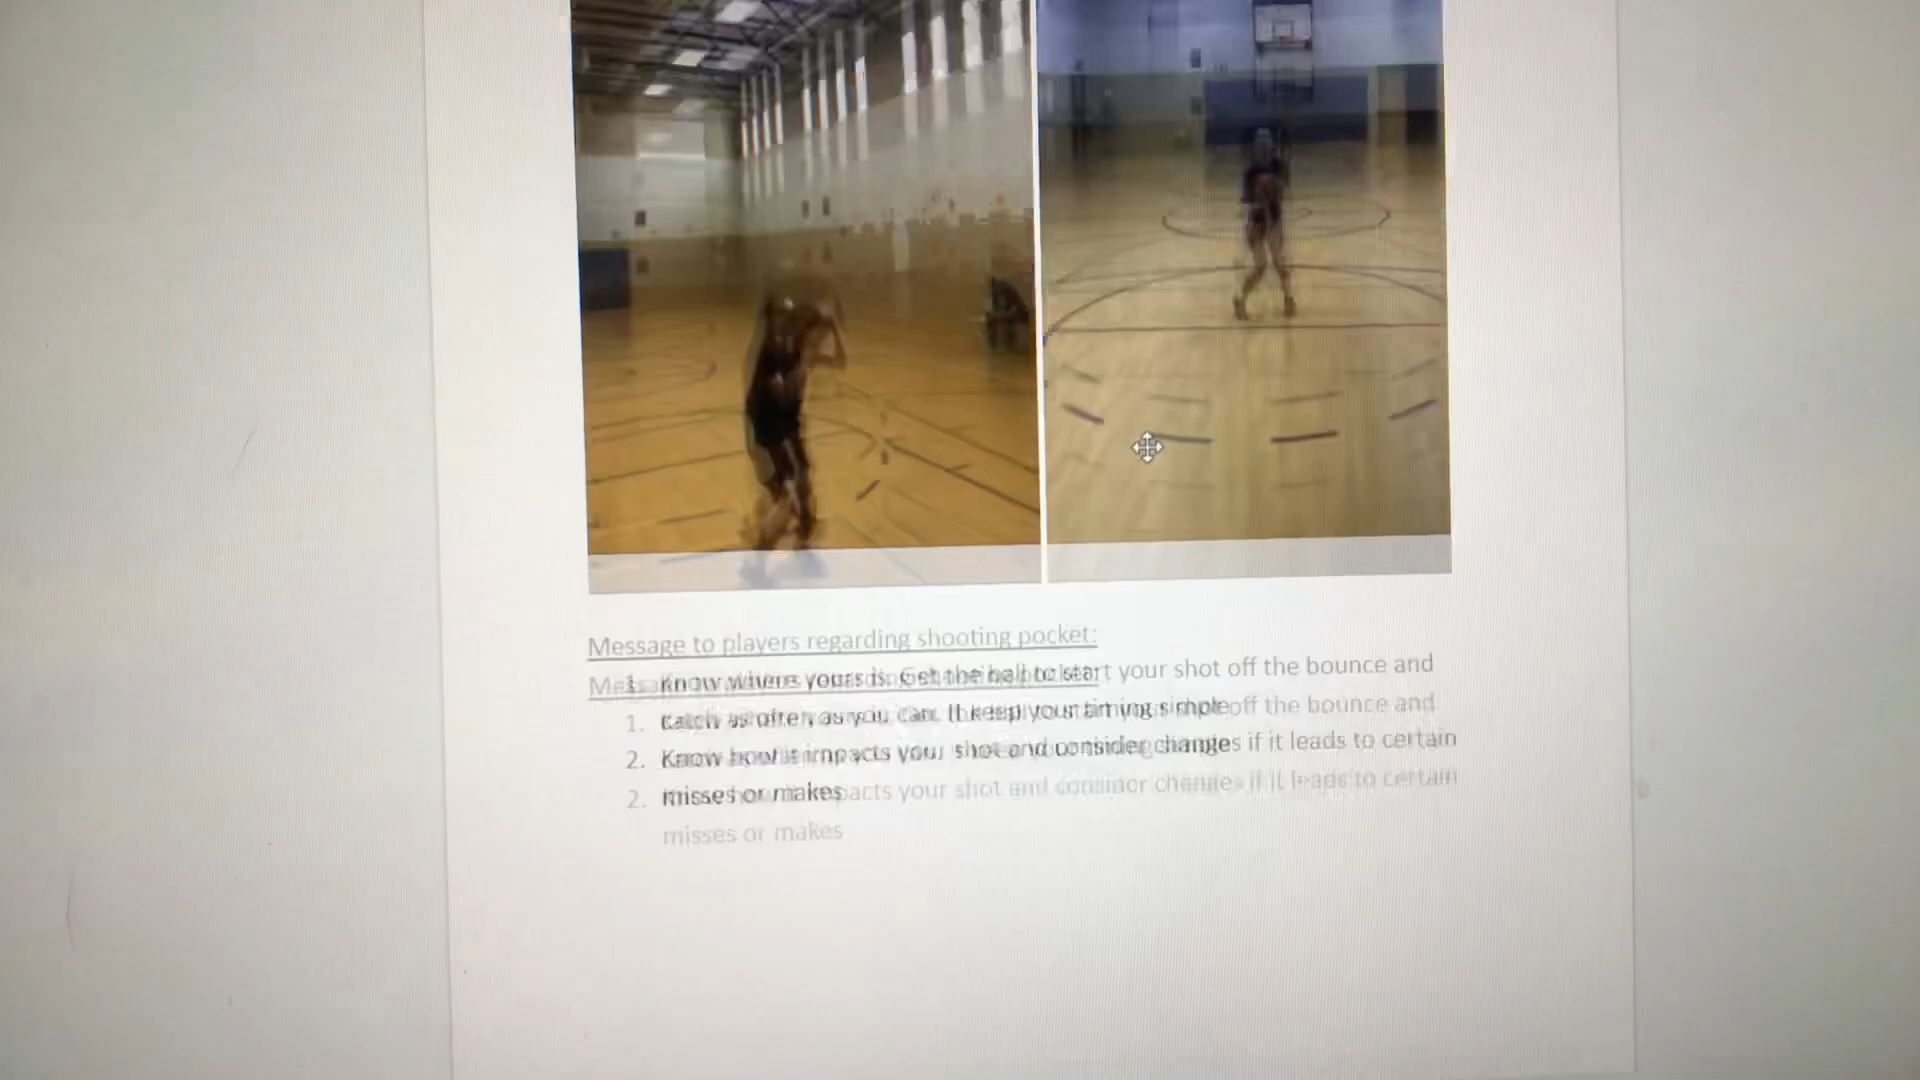 Message to players regarding shooting pocket:
1. Know where yours is. Get the ball to start your shot off the bounce and
catch as often as you can. It keep your timing simple
2. Know how it impacts your shot and consider changes if it leads to certain
misses or makes